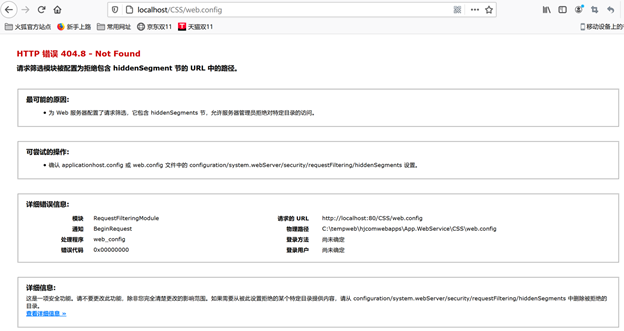 localhost/CSS/web.config
火狐官方站点 新手上路 常用网址 京东双11 天猫双11 移动设备上的
HTTP 错误 404.8 - Not Found
请求筛选模块被配置为拒绝包含 hiddenSegment 节的 URL 中的路径。
最可能的原因:
为 Web 服务器配置了请求筛选，它包含 hiddenSegments 节，允许服务器管理员拒绝对特定目录的访问。
可尝试的操作:
确认 applicationhost.config 或 web.config 文件中的 configuration/system.webServer/security/requestFiltering/hiddenSegments 设置。
详细错误信息:
模块 RequestFilteringModule 请求的 URL http://localhost:80/CSS/web.config
通知 BeginRequest 物理路径 C:\tempweb\hjcomwebapps\App.WebService\CSS\web.config
处理程序 web_config 登录方法 尚未确定
错误代码 0x00000000 登录用户 尚未确定
详细信息:
这是一项安全功能。请不要更改此功能，除非您完全清楚更改的影响范围。如果需要从被此设置拒绝的某个特定目录提供内容，请从 configuration/system.webServer/security/requestFiltering/hiddenSegments 中删除被拒绝的
目录。
查看详细信息 »